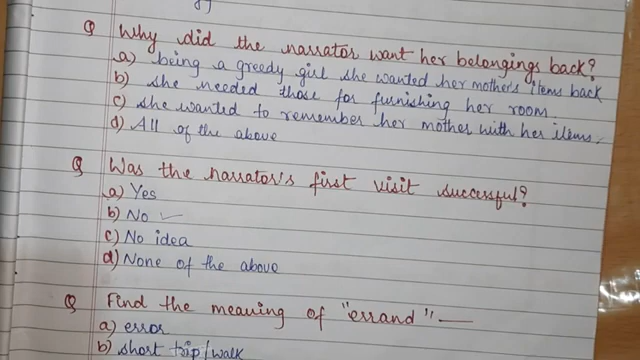 Q Why did the narrator want her belongings back?
a) being a greedy girl she wanted her mother's items back
b) she needed those for furnishing her room.
c) she wanted to remember her mother with her items.
d) All of the above
Q Was the narrator's first visit successful?
a) Yes
b) No ✓
c) No idea
d) None of the above
Q Find the meaning of "errand" —
a) error
b) short trip/walk